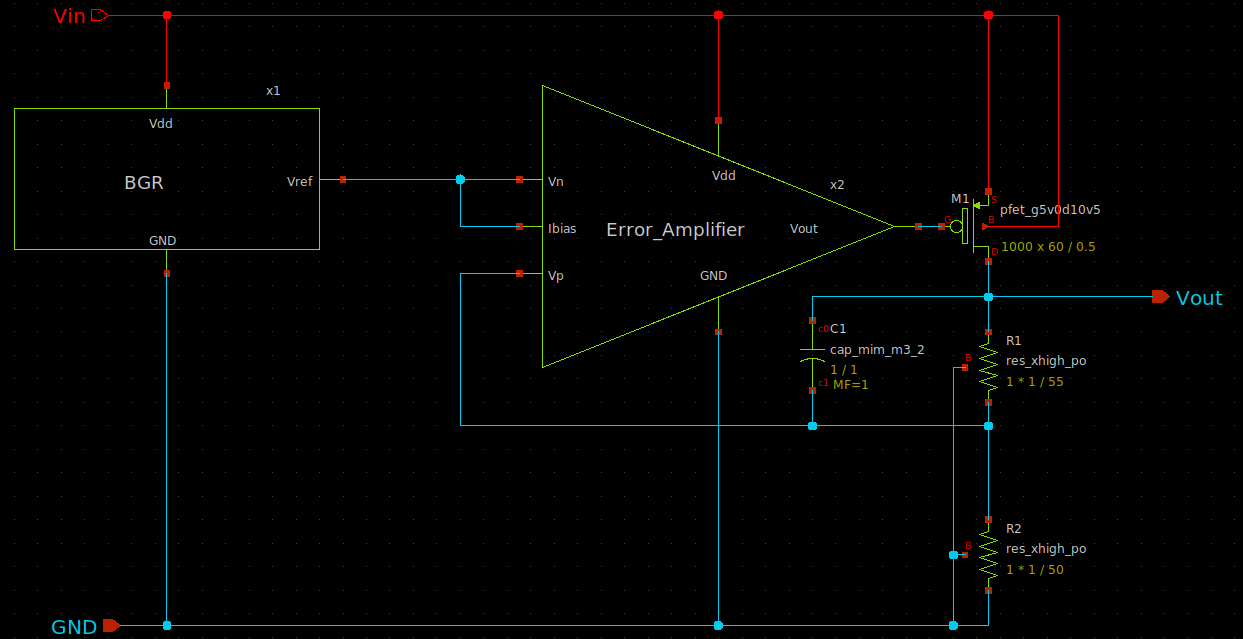 Vin
x1
Vdd
BGR
Vref
GND
Vn
Ibias
Vp
Vdd
x2
Error_Amplifier
Vout
GND
M1
G
S
B
D
pfet_g5v0d10v5
1000 x 60 / 0.5
Vout
c0
C1
cap_mim_m3_2
1 / 1
c1
MF=1
R1
B
res_xhigh_po
1 * 1 / 55
R2
B
res_xhigh_po
1 * 1 / 50
GND